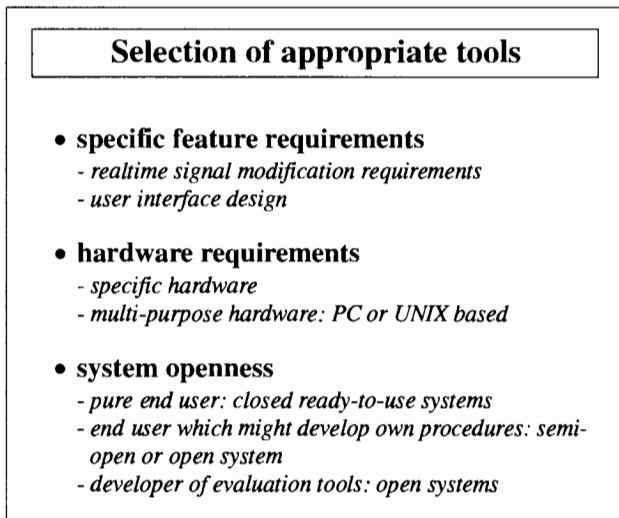 Selection of appropriate tools
• specific feature requirements
- realtime signal modification requirements
- user interface design
• hardware requirements
- specific hardware
- multi-purpose hardware: PC or UNIX based
• system openness
- pure end user: closed ready-to-use systems
- end user which might develop own procedures: semi-
open or open system
- developer of evaluation tools: open systems